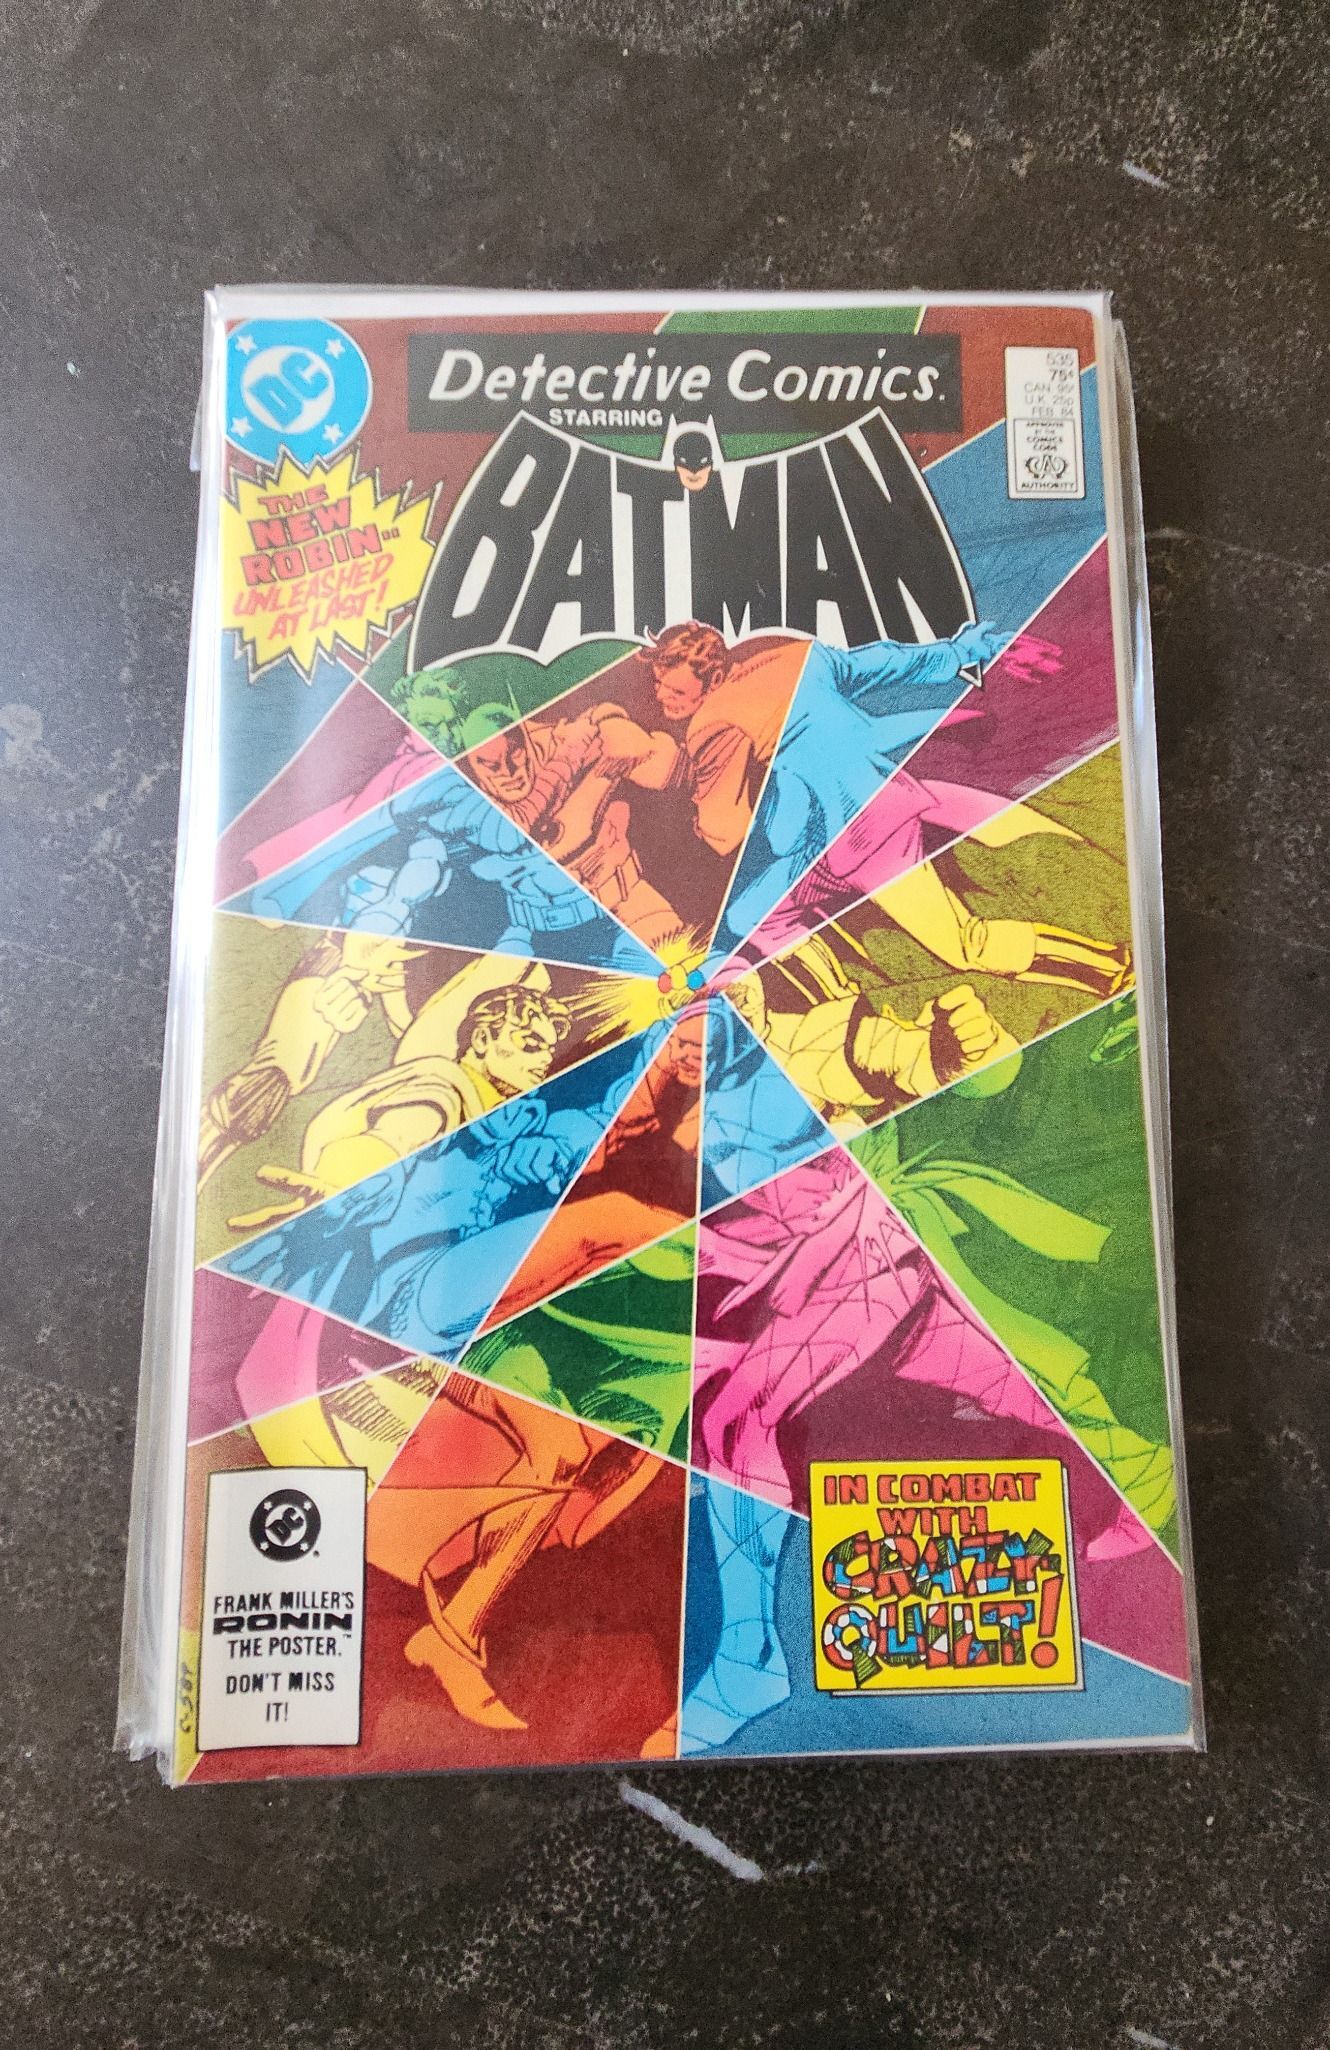 DC
Detective Comics.
STARRING
BATMAN
535
75¢
CAN. 95¢
U.K. 25p
FEB. 84
APPROVED
BY THE
COMICS
CODE
CA
AUTHORITY
THE
NEW
ROBIN--
UNLEASHED
AT LAST!
IN COMBAT
WITH
CRAZY-
QUILT!
DC
FRANK MILLER'S
RONIN
THE POSTER.™
DON'T MISS
IT!